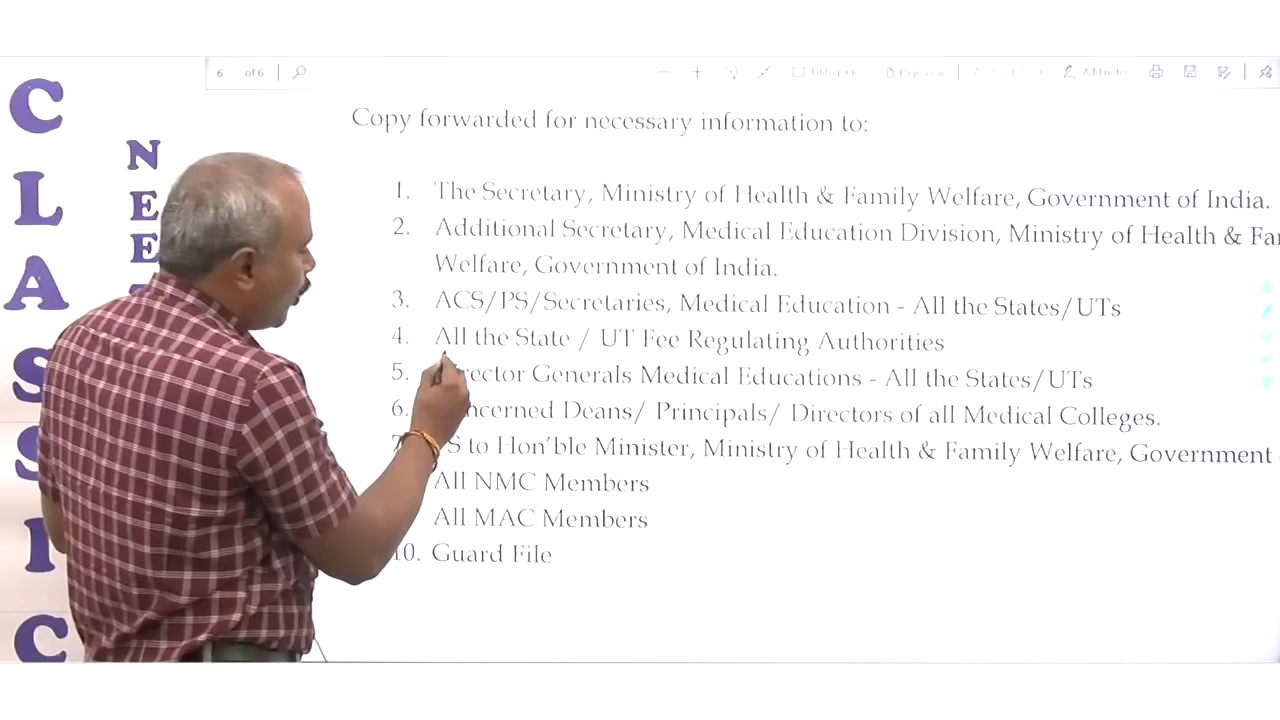 CLASSIC
NEE
6 of 6
Copy forwarded for necessary information to:
1. The Secretary, Ministry of Health & Family Welfare, Government of India.
2. Additional Secretary, Medical Education Division, Ministry of Health & Fa
Welfare, Government of India.
3. ACS/PS/Secretaries, Medical Education - All the States/UTs
4. All the State / UT Fee Regulating Authorities
5. rector Generals Medical Educations - All the States/UTs
6. ncerned Deans/ Principals/ Directors of all Medical Colleges.
7 S to Hon'ble Minister, Ministry of Health & Family Welfare, Government
All NMC Members
All MAC Members
10. Guard File